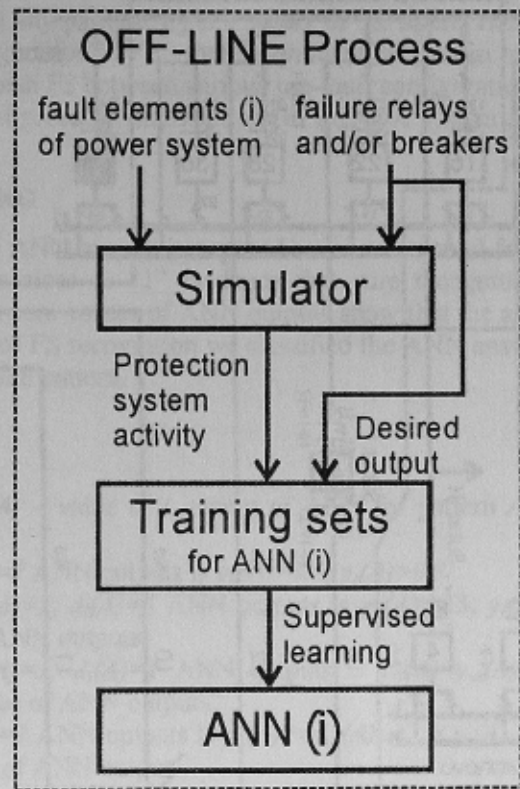 OFF-LINE Process
fault elements (i)
of power system
failure relays
and/or breakers
Simulator
Protection
system
activity
Desired
output
Training sets
for ANN (i)
Supervised
learning
ANN (i)